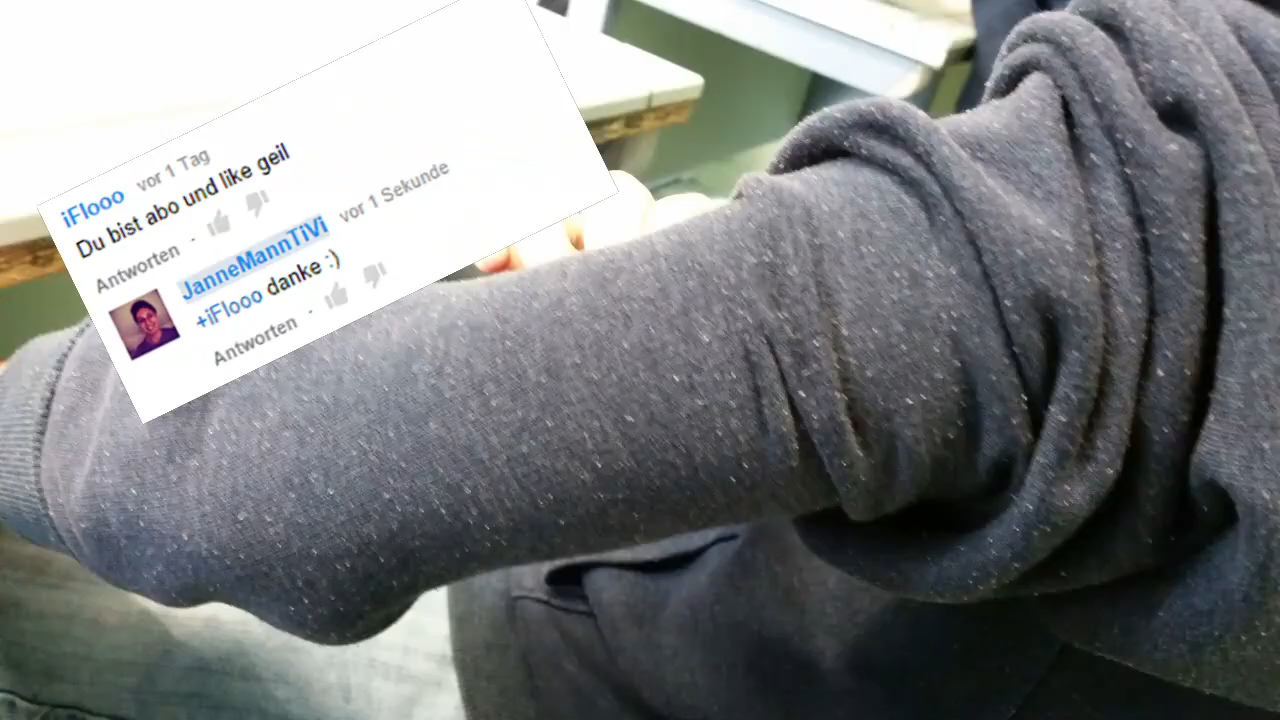 iFlooo vor 1 Tag
Du bist abo und like geil
Antworten ·
JanneMannTiVi vor 1 Sekunde
+iFlooo danke :)
Antworten ·